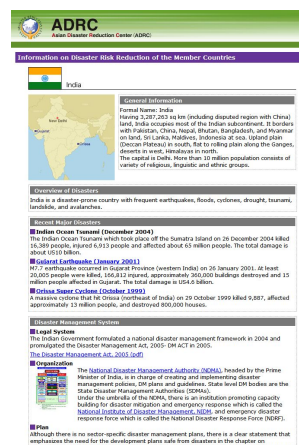 ADRC
Asian Disaster Reduction Center (ADRC)
Information on Disaster Risk Reduction of the Member Countries
India
New Delhi
Gujarat
Orissa
General Information
Formal Name: India
Having 3,287,263 sq km (including disputed region with China)
land, India occupies most of the Indian subcontinent. It borders
with Pakistan, China, Nepal, Bhutan, Bangladesh, and Myanmar
on land, Sri Lanka, Maldives, Indonesia at sea. Upland plain
(Deccan Plateau) in south, flat to rolling plain along the Ganges,
deserts in west, Himalayas in north.
The capital is Delhi. More than 10 million population consists of
variety of religious, linguistic and ethnic groups.
Overview of Disasters
India is a disaster-prone country with frequent earthquakes, floods, cyclones, drought, tsunami,
landslide, and avalanches.
Recent Major Disasters
Indian Ocean Tsunami (December 2004)
The Indian Ocean Tsunami which took place off the Sumatra Island on 26 December 2004 killed
16,389 people, injured 6,913 people and affected about 65 million people. The total damage is
about US10 billion.
Gujarat Earthquake (January 2001)
M7.7 earthquake occurred in Gujarat Province (western India) on 26 January 2001. At least
20,005 people were killed, 166,812 injured, approximately 360,000 buildings destroyed and 15
million people affected in Gujarat. The total damage is US4.6 billion.
Orissa Super Cyclone (October 1999)
A massive cyclone that hit Orissa (northeast of India) on 29 October 1999 killed 9,887, affected
approximately 13 million people, and destroyed 800,000 houses.
Disaster Management System
Legal System
The Indian Government formulated a national disaster management framework in 2004 and
promulgated the Disaster Management Act, 2005- DM ACT in 2005.
The Disaster Management Act, 2005 (pdf)
Organization
The National Disaster Management Authority (NDMA), headed by the Prime
Minister of India, is in charge of creating and implementing disaster
management policies, DM plans and guidelines. State level DM bodies are the
State Disaster Management Authorities (SDMAs).
Under the umbrella of the NDMA, there is an institution promoting capacity
building for disaster mitigation and emergency response which is called the
National Institute of Disaster Management, NIDM, and emergency disaster
response force which is called the National Disaster Response Force (NDRF).
Plan
Although there is no sector-specific disaster management plans, there is a clear statement that
emphasizes the need for the development plans safe from disasters in the chapter on